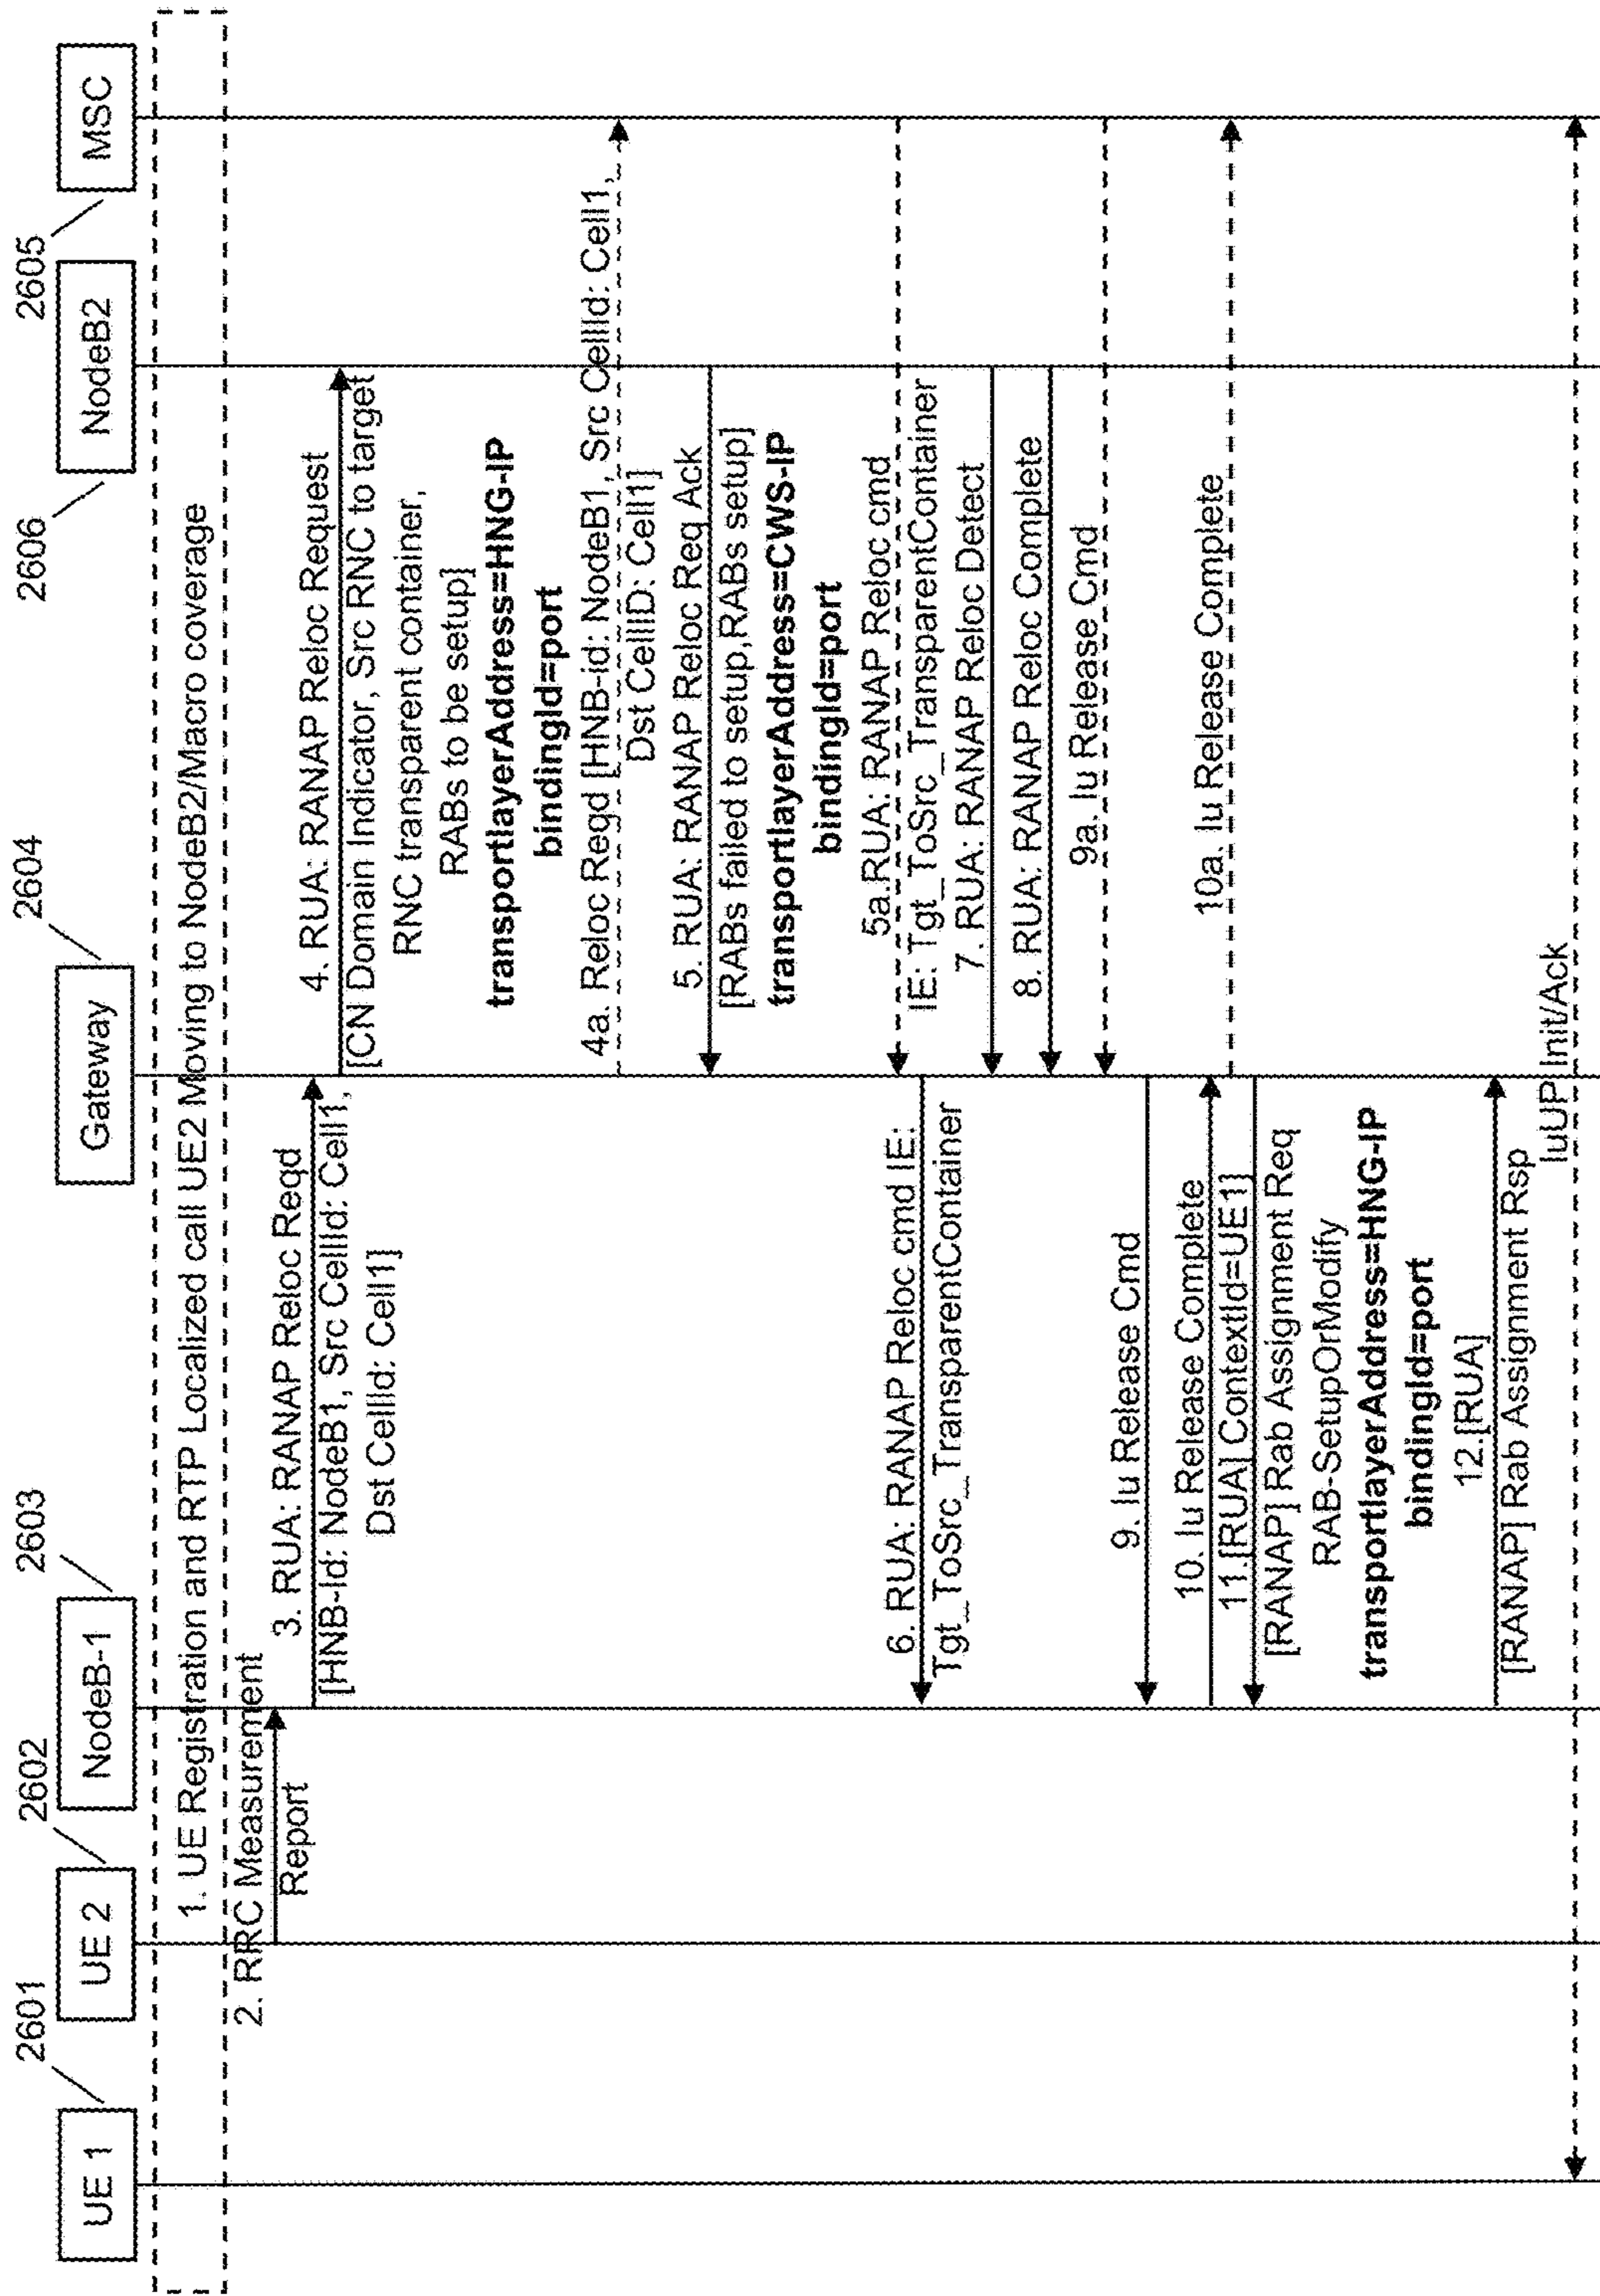 2601
2602
2603
2604
2606
2605
UE 1
UE 2
NodeB-1
Gateway
NodeB2
MSC
1. UE Registration and RTP Localized call UE2 Moving to NodeB2/Macro coverage
2. RRC Measurement
Report
3. RUA: RANAP Reloc Reqd
[HNB-Id: NodeB1, Src CellId: Cell1,
Dst CellId: Cell1]
4. RUA: RANAP Reloc Request
[CN Domain Indicator, Src RNC to target
RNC transparent container,
RABs to be setup]
transportlayerAddress=HNG-IP
bindingId=port
4a. Reloc Reqd [HNB-id: NodeB1, Src CellId: Cell1,
Dst CellID: Cell1]
5. RUA: RANAP Reloc Req Ack
[RABs failed to setup,RABs setup]
transportlayerAddress=CWS-IP
bindingId=port
5a.RUA: RANAP Reloc cmd
IE: Tgt_ToSrc_TransparentContainer
6. RUA: RANAP Reloc cmd IE:
Tgt_ToSrc_TransparentContainer
7. RUA: RANAP Reloc Detect
8. RUA: RANAP Reloc Complete
9a. Iu Release Cmd
9. Iu Release Cmd
10. Iu Release Complete
10a. Iu Release Complete
11.[RUA] ContextId=UE1]
[RANAP] Rab Assignment Req
RAB-SetupOrModify
transportlayerAddress=HNG-IP
bindingId=port
12.[RUA]
[RANAP] Rab Assignment Rsp
IuUP Init/Ack